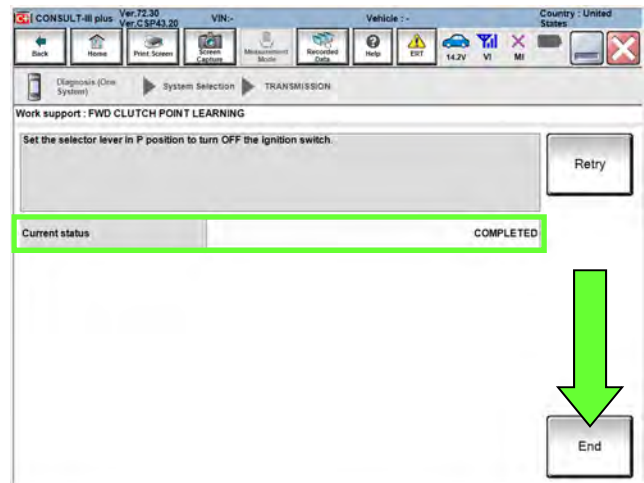 CONSULT-III plus Ver.72.30 Ver.CSP43.20 VIN:- Vehicle : - Country : United States
Back Home Print Screen Screen Capture Measurement Mode Recorded Data Help ERT 14.2V VI MI
Diagnosis (One System) System Selection TRANSMISSION
Work support : FWD CLUTCH POINT LEARNING
Set the selector lever in P position to turn OFF the ignition switch.
Retry
Current status COMPLETED
End